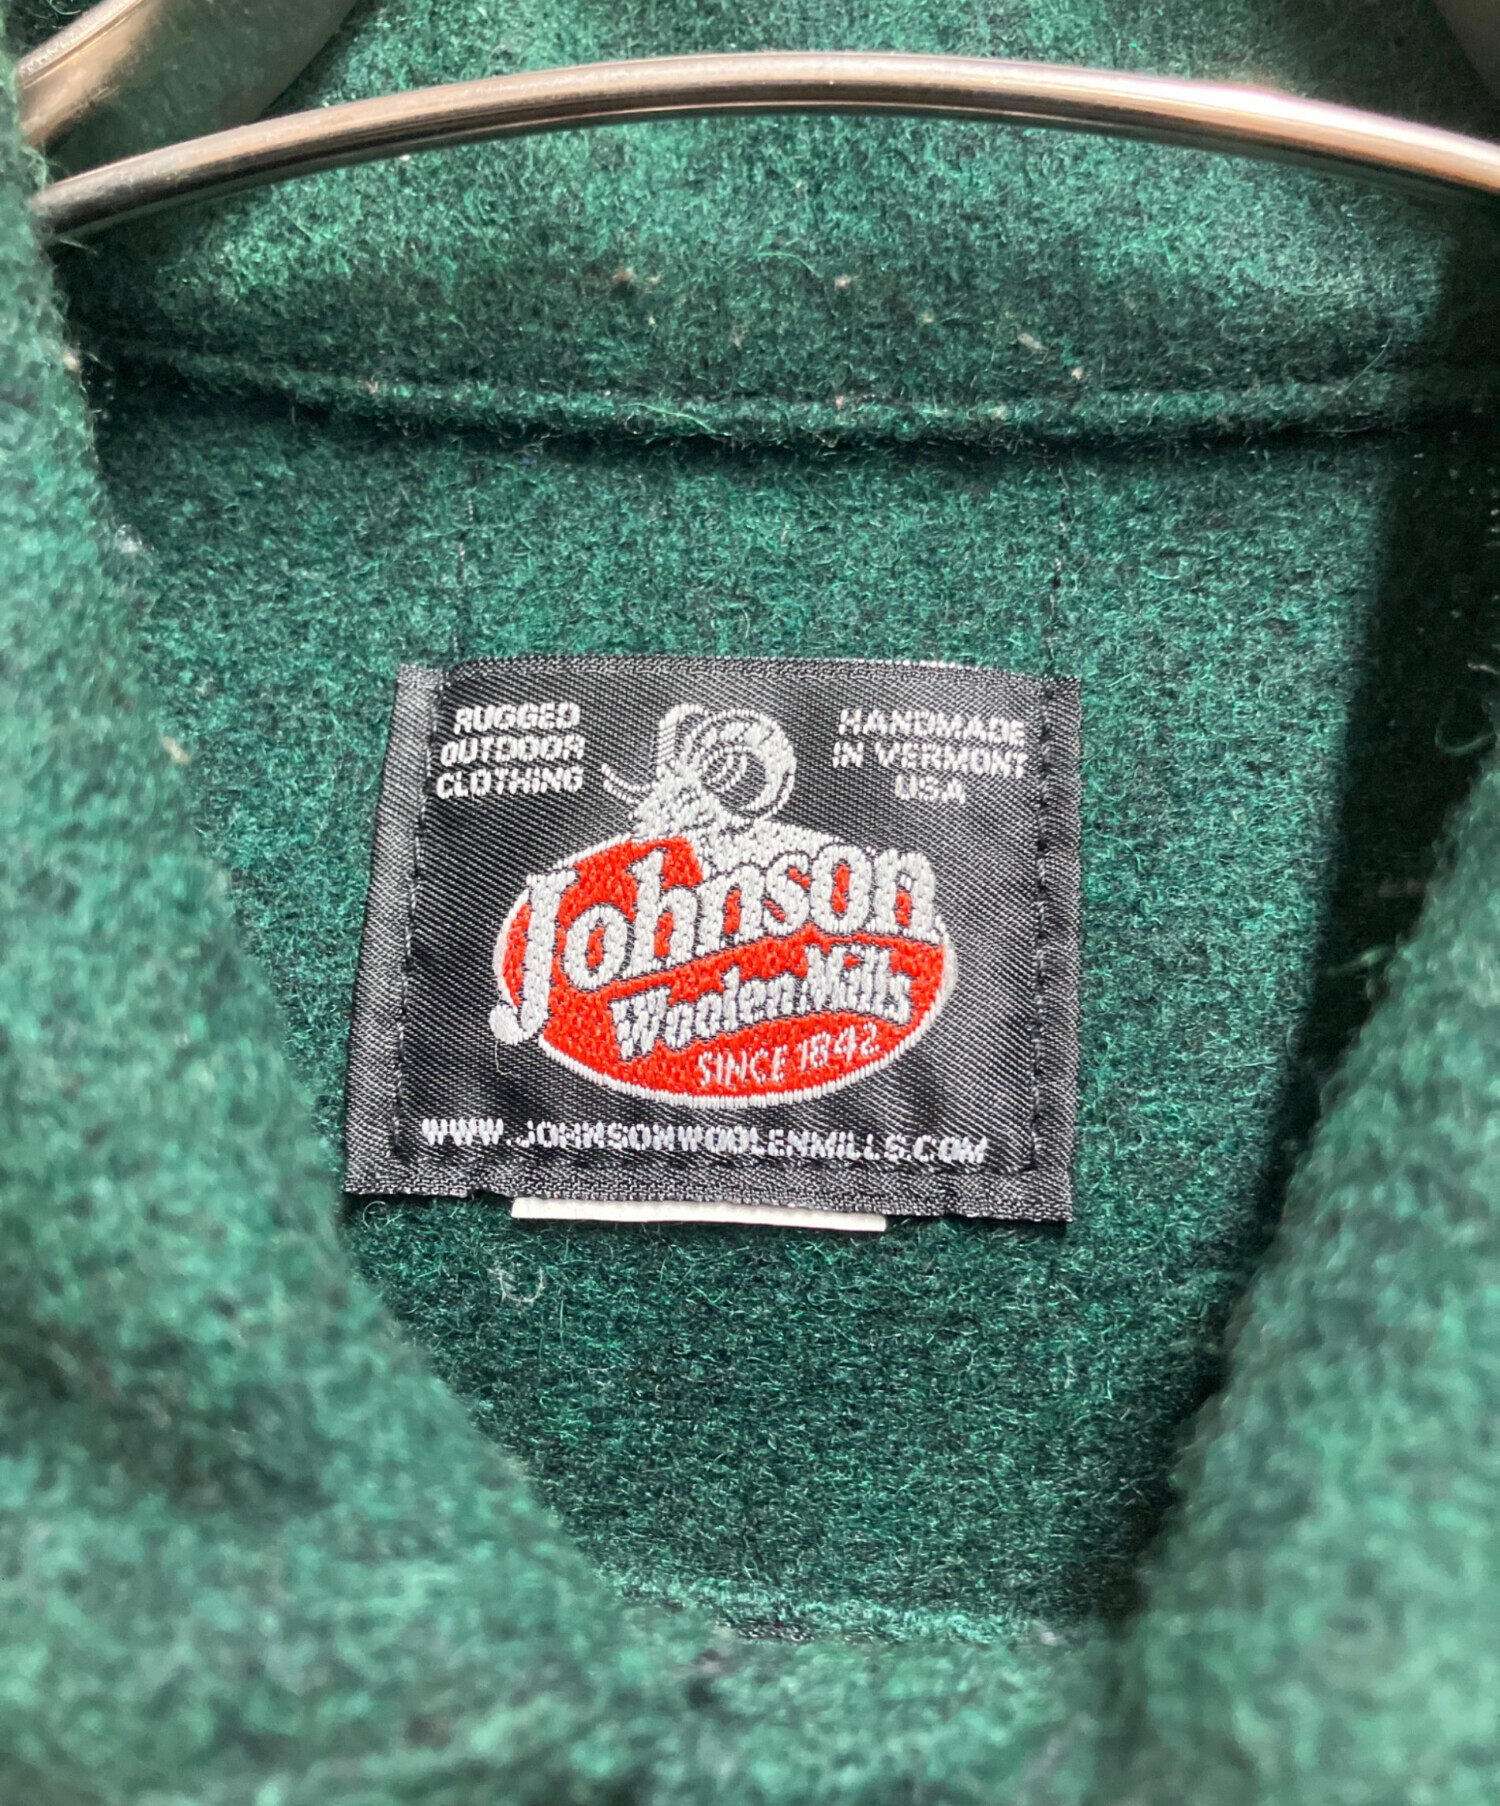 RUGGED
OUTDOOR
CLOTHING
HANDMADE
IN VERMONT
USA
Johnson
Woolen Mills
SINCE 1842
WWW.JOHNSONWOOLENMILLS.COM